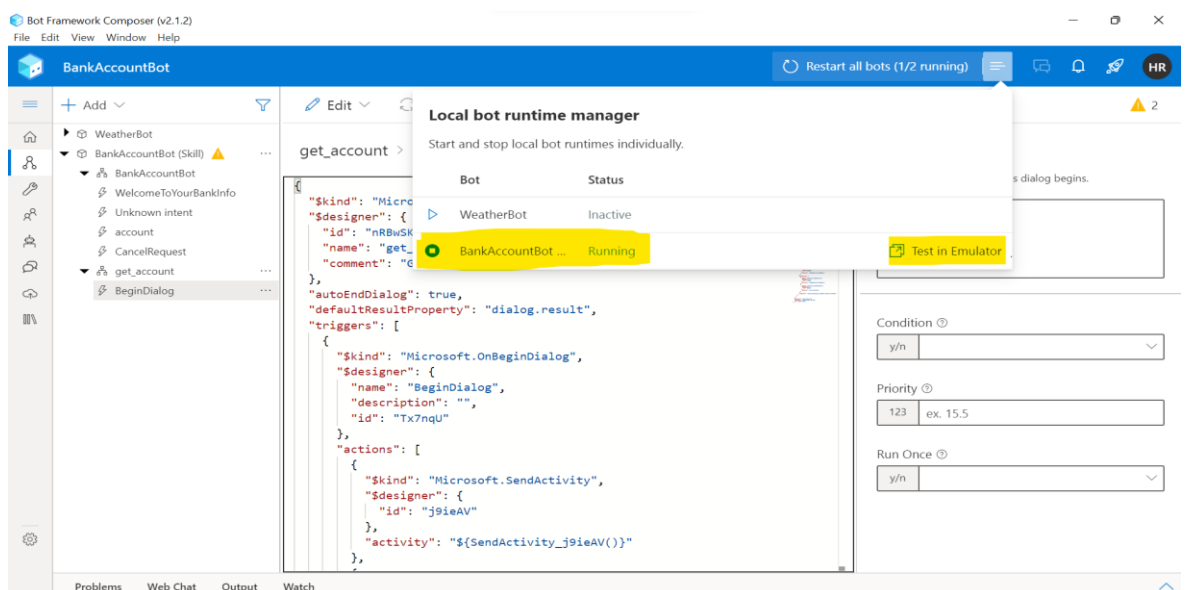 Bot Framework Composer (v2.1.2)
File Edit View Window Help
BankAccountBot
Restart all bots (1/2 running)
HR
Add
Edit
2
WeatherBot
BankAccountBot (Skill)
BankAccountBot
WelcomeToYourBankInfo
Unknown intent
account
CancelRequest
get_account
BeginDialog
get_account >
Local bot runtime manager
Start and stop local bot runtimes individually.
Bot Status
WeatherBot Inactive
BankAccountBot ... Running Test in Emulator
s dialog begins.
{
"$kind": "Micro
"$designer": {
"id": "nRBwSK
"name": "get_
"comment": "G
},
"autoEndDialog": true,
"defaultResultProperty": "dialog.result",
"triggers": [
{
"$kind": "Microsoft.OnBeginDialog",
"$designer": {
"name": "BeginDialog",
"description": "",
"id": "Tx7nqU"
},
"actions": [
{
"$kind": "Microsoft.SendActivity",
"$designer": {
"id": "j9ieAV"
},
"activity": "${SendActivity_j9ieAV()}"
},
Condition
y/n
Priority
123 ex. 15.5
Run Once
y/n
Problems Web Chat Output Watch